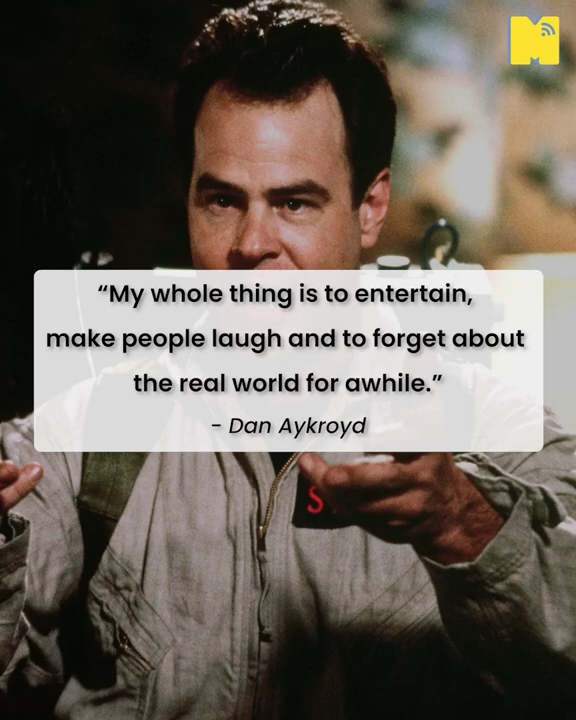 “My whole thing is to entertain,
make people laugh and to forget about
the real world for awhile.”
- Dan Aykroyd